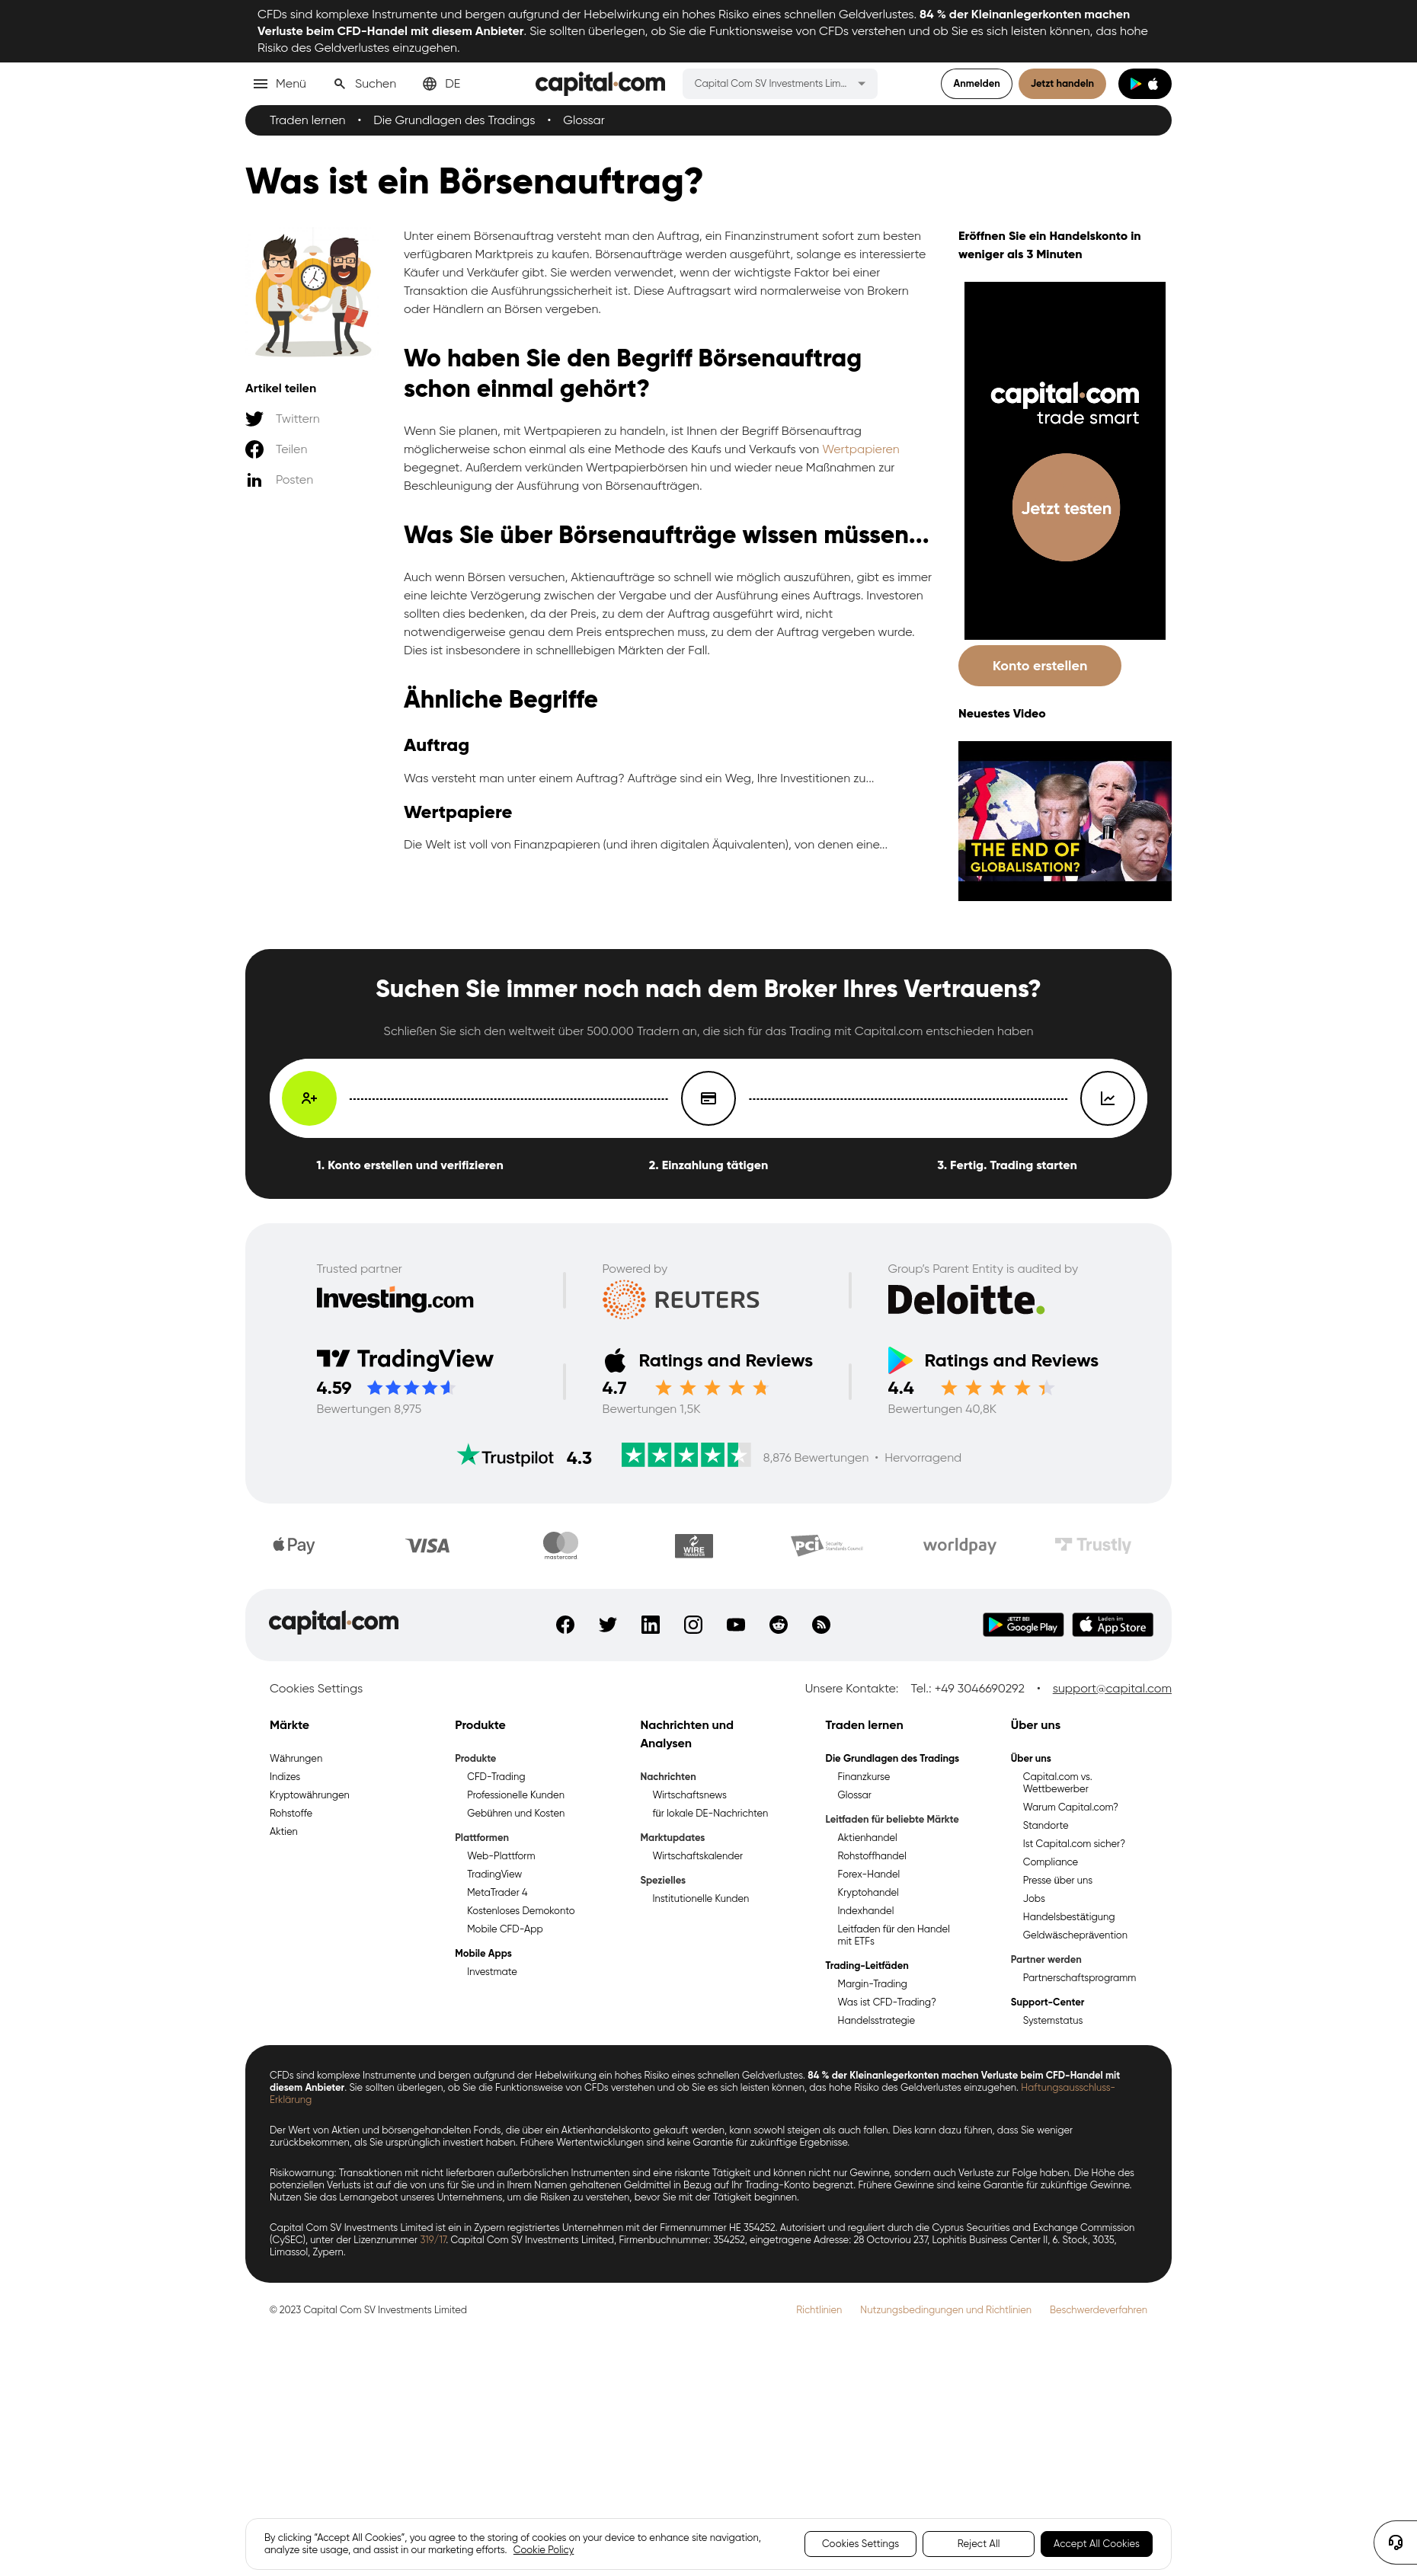 CFDs sind komplexe Instrumente und bergen aufgrund der Hebelwirkung ein hohes Risiko eines schnellen Geldverlustes. 84 % der Kleinanlegerkonten machen
Verluste beim CFD-Handel mit diesem Anbieter. Sie sollten überlegen, ob Sie die Funktionsweise von CFDs verstehen und ob Sie es sich leisten können, das hohe
Risiko des Geldverlustes einzugehen.
Menü
Suchen
DE
capital.com
Capital Com SV Investments Lim...
Anmelden
Jetzt handeln
Traden lernen • Die Grundlagen des Tradings • Glossar
Was ist ein Börsenauftrag?
Artikel teilen
Twittern
Teilen
Posten
Unter einem Börsenauftrag versteht man den Auftrag, ein Finanzinstrument sofort zum besten
verfügbaren Marktpreis zu kaufen. Börsenaufträge werden ausgeführt, solange es interessierte
Käufer und Verkäufer gibt. Sie werden verwendet, wenn der wichtigste Faktor bei einer
Transaktion die Ausführungssicherheit ist. Diese Auftragsart wird normalerweise von Brokern
oder Händlern an Börsen vergeben.
Wo haben Sie den Begriff Börsenauftrag
schon einmal gehört?
Wenn Sie planen, mit Wertpapieren zu handeln, ist Ihnen der Begriff Börsenauftrag
möglicherweise schon einmal als eine Methode des Kaufs und Verkaufs von Wertpapieren
begegnet. Außerdem verkünden Wertpapierbörsen hin und wieder neue Maßnahmen zur
Beschleunigung der Ausführung von Börsenaufträgen.
Was Sie über Börsenaufträge wissen müssen...
Auch wenn Börsen versuchen, Aktienaufträge so schnell wie möglich auszuführen, gibt es immer
eine leichte Verzögerung zwischen der Vergabe und der Ausführung eines Auftrags. Investoren
sollten dies bedenken, da der Preis, zu dem der Auftrag ausgeführt wird, nicht
notwendigerweise genau dem Preis entsprechen muss, zu dem der Auftrag vergeben wurde.
Dies ist insbesondere in schnelllebigen Märkten der Fall.
Ähnliche Begriffe
Auftrag
Was versteht man unter einem Auftrag? Aufträge sind ein Weg, Ihre Investitionen zu...
Wertpapiere
Die Welt ist voll von Finanzpapieren (und ihren digitalen Äquivalenten), von denen eine...
Eröffnen Sie ein Handelskonto in
weniger als 3 Minuten
capital.com
trade smart
Jetzt testen
Konto erstellen
Neuestes Video
THE END OF
GLOBALISATION?
Suchen Sie immer noch nach dem Broker Ihres Vertrauens?
Schließen Sie sich den weltweit über 500.000 Tradern an, die sich für das Trading mit Capital.com entschieden haben
1. Konto erstellen und verifizieren
2. Einzahlung tätigen
3. Fertig. Trading starten
Trusted partner
Investing.com
Powered by
REUTERS
Group's Parent Entity is audited by
Deloitte.
TradingView
4.59
Bewertungen 8,975
Ratings and Reviews
4.7
Bewertungen 1,5K
Ratings and Reviews
4.4
Bewertungen 40,8K
Trustpilot 4.3
8,876 Bewertungen • Hervorragend
Pay
VISA
mastercard
WIRE
TRANSFER
PCI Security
Standards Council
worldpay
Trustly
capital.com
JETZT BEI
Google Play
Laden im
App Store
Cookies Settings
Unsere Kontakte: Tel.: +49 3046690292 • support@capital.com
Märkte
Währungen
Indizes
Kryptowährungen
Rohstoffe
Aktien
Produkte
Produkte
CFD-Trading
Professionelle Kunden
Gebühren und Kosten
Plattformen
Web-Plattform
TradingView
MetaTrader 4
Kostenloses Demokonto
Mobile CFD-App
Mobile Apps
Investmate
Nachrichten und
Analysen
Nachrichten
Wirtschaftsnews
für lokale DE-Nachrichten
Marktupdates
Wirtschaftskalender
Spezielles
Institutionelle Kunden
Traden lernen
Die Grundlagen des Tradings
Finanzkurse
Glossar
Leitfaden für beliebte Märkte
Aktienhandel
Rohstoffhandel
Forex-Handel
Kryptohandel
Indexhandel
Leitfaden für den Handel
mit ETFs
Trading-Leitfäden
Margin-Trading
Was ist CFD-Trading?
Handelsstrategie
Über uns
Über uns
Capital.com vs.
Wettbewerber
Warum Capital.com?
Standorte
Ist Capital.com sicher?
Compliance
Presse über uns
Jobs
Handelsbestätigung
Geldwäscheprävention
Partner werden
Partnerschaftsprogramm
Support-Center
Systemstatus
CFDs sind komplexe Instrumente und bergen aufgrund der Hebelwirkung ein hohes Risiko eines schnellen Geldverlustes. 84 % der Kleinanlegerkonten machen Verluste beim CFD-Handel mit
diesem Anbieter. Sie sollten überlegen, ob Sie die Funktionsweise von CFDs verstehen und ob Sie es sich leisten können, das hohe Risiko des Geldverlustes einzugehen. Haftungsausschluss-
Erklärung
Der Wert von Aktien und börsengehandelten Fonds, die über ein Aktienhandelskonto gekauft werden, kann sowohl steigen als auch fallen. Dies kann dazu führen, dass Sie weniger
zurückbekommen, als Sie ursprünglich investiert haben. Frühere Wertentwicklungen sind keine Garantie für zukünftige Ergebnisse.
Risikowarnung: Transaktionen mit nicht lieferbaren außerbörslichen Instrumenten sind eine riskante Tätigkeit und können nicht nur Gewinne, sondern auch Verluste zur Folge haben. Die Höhe des
potenziellen Verlusts ist auf die von uns für Sie und in Ihrem Namen gehaltenen Geldmittel in Bezug auf Ihr Trading-Konto begrenzt. Frühere Gewinne sind keine Garantie für zukünftige Gewinne.
Nutzen Sie das Lernangebot unseres Unternehmens, um die Risiken zu verstehen, bevor Sie mit der Tätigkeit beginnen.
Capital Com SV Investments Limited ist ein in Zypern registriertes Unternehmen mit der Firmennummer HE 354252. Autorisiert und reguliert durch die Cyprus Securities and Exchange Commission
(CySEC), unter der Lizenznummer 319/17. Capital Com SV Investments Limited, Firmenbuchnummer: 354252, eingetragene Adresse: 28 Octovriou 237, Lophitis Business Center II, 6. Stock, 3035,
Limassol, Zypern.
© 2023 Capital Com SV Investments Limited
Richtlinien Nutzungsbedingungen und Richtlinien Beschwerdeverfahren
By clicking "Accept All Cookies", you agree to the storing of cookies on your device to enhance site navigation,
analyze site usage, and assist in our marketing efforts. Cookie Policy
Cookies Settings
Reject All
Accept All Cookies